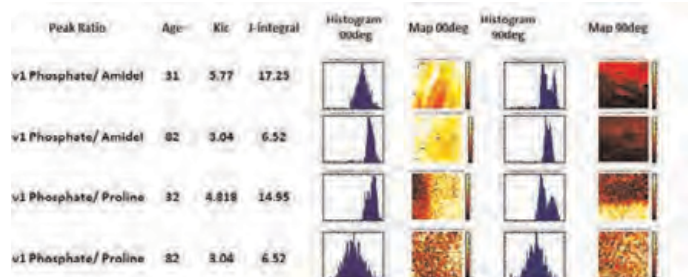 Peak Ratio Age Kic J-integral Histogram 00deg Map 00deg Histogram 90deg Map 90deg
v1 Phosphate/ AmideI 31 5.77 17.25
v1 Phosphate/ AmideI 82 3.04 6.52
v1 Phosphate/ Proline 32 4.818 14.95
v1 Phosphate/ Proline 82 3.04 6.52